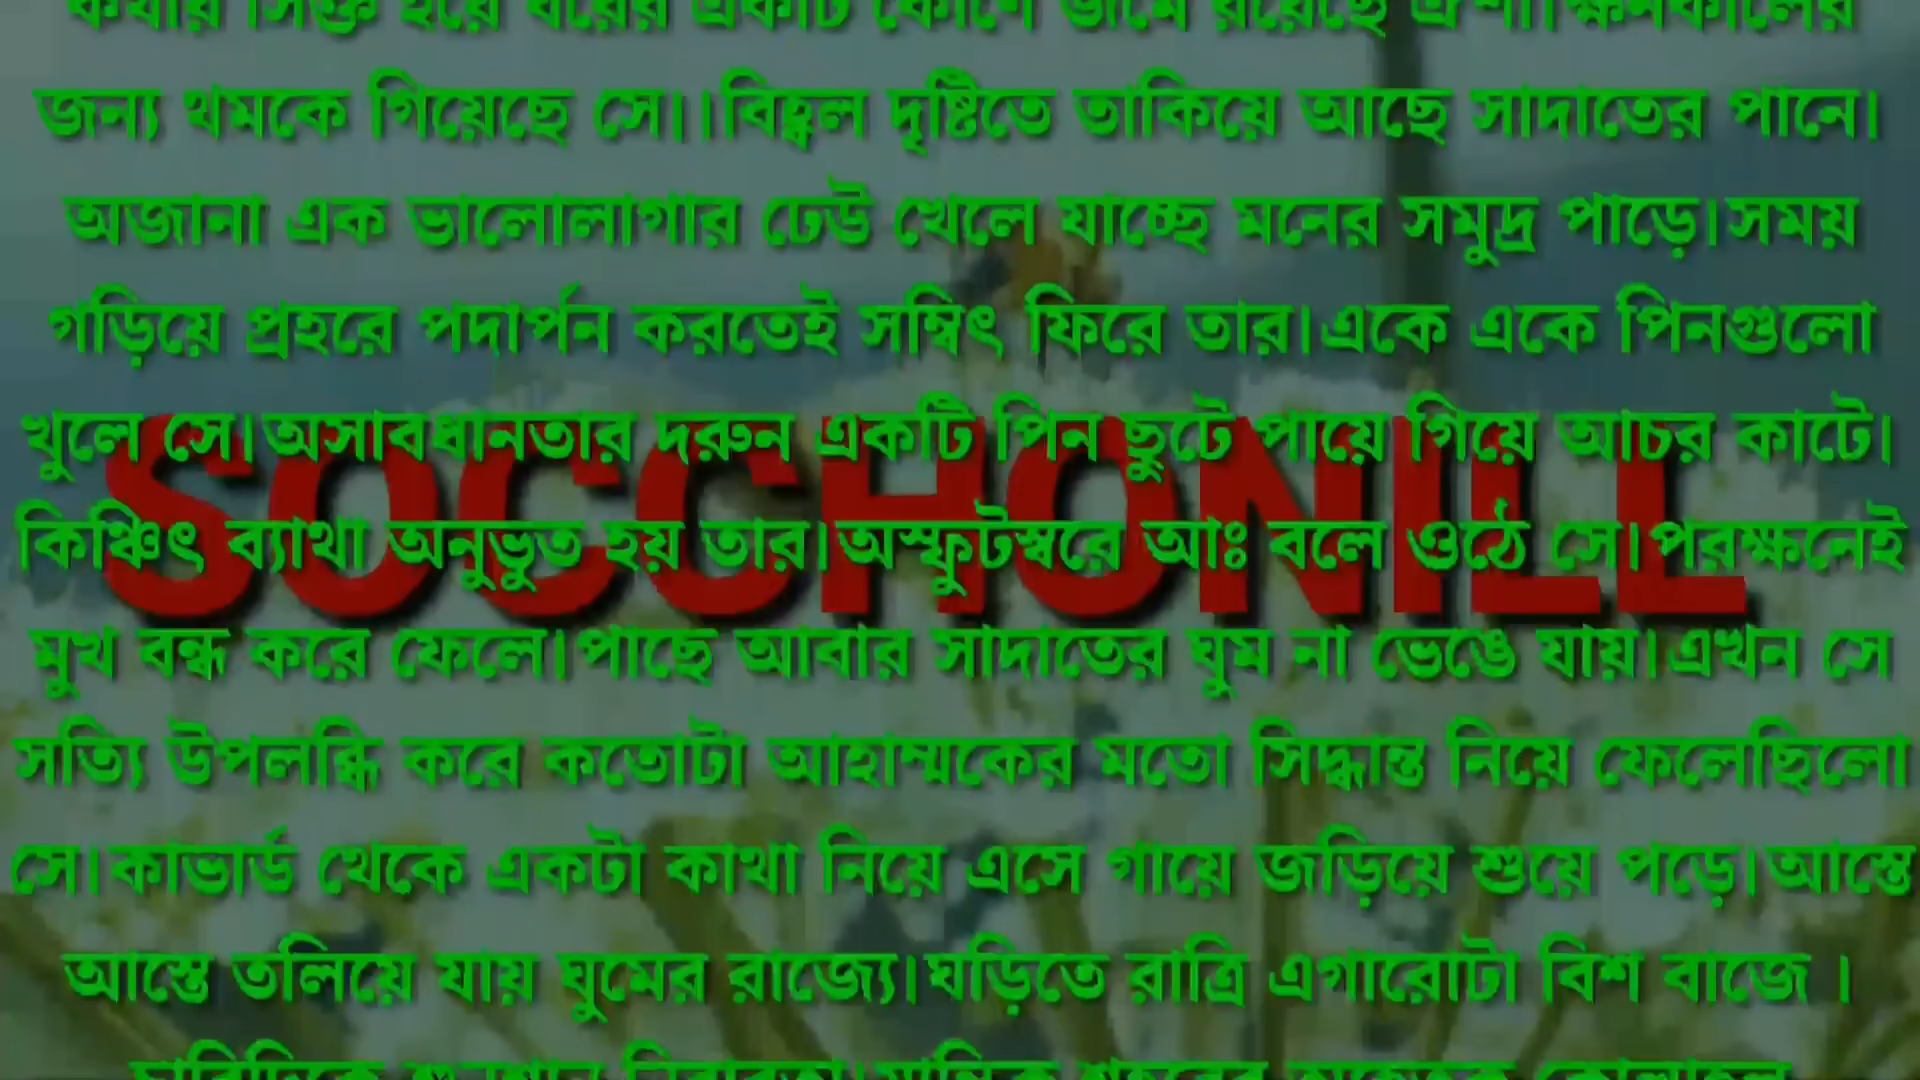 জন্য থমকে গিয়েছে সে।।বিহ্বল দৃষ্টিতে তাকিয়ে আছে সাদাতের পানে।
অজানা এক ভালোলাগার ঢেউ খেলে যাচ্ছে মনের সমুদ্র পাড়ে।সময়
গড়িয়ে প্রহরে পদার্পন করতেই সম্বিৎ ফিরে তার।একে একে পিনগুলো
খুলে সে।অসাবধানতার দরুন একটি পিন ছুটে পায়ে গিয়ে আচর কাটে।
SOCCHONILL
কিঞ্চিৎ ব্যাথা অনুভুত হয় তার।অস্ফুটস্বরে আঃ বলে ওঠে সে।পরক্ষনেই
মুখ বন্ধ করে ফেলে।পাছে আবার সাদাতের ঘুম না ভেঙে যায়।এখন সে
সত্যি উপলব্ধি করে কতোটা আহাম্মকের মতো সিদ্ধান্ত নিয়ে ফেলেছিলো
সে।কাভার্ড থেকে একটা কাথা নিয়ে এসে গায়ে জড়িয়ে শুয়ে পড়ে।আস্তে
আস্তে তলিয়ে যায় ঘুমের রাজ্যে।ঘড়িতে রাত্রি এগারোটা বিশ বাজে ।